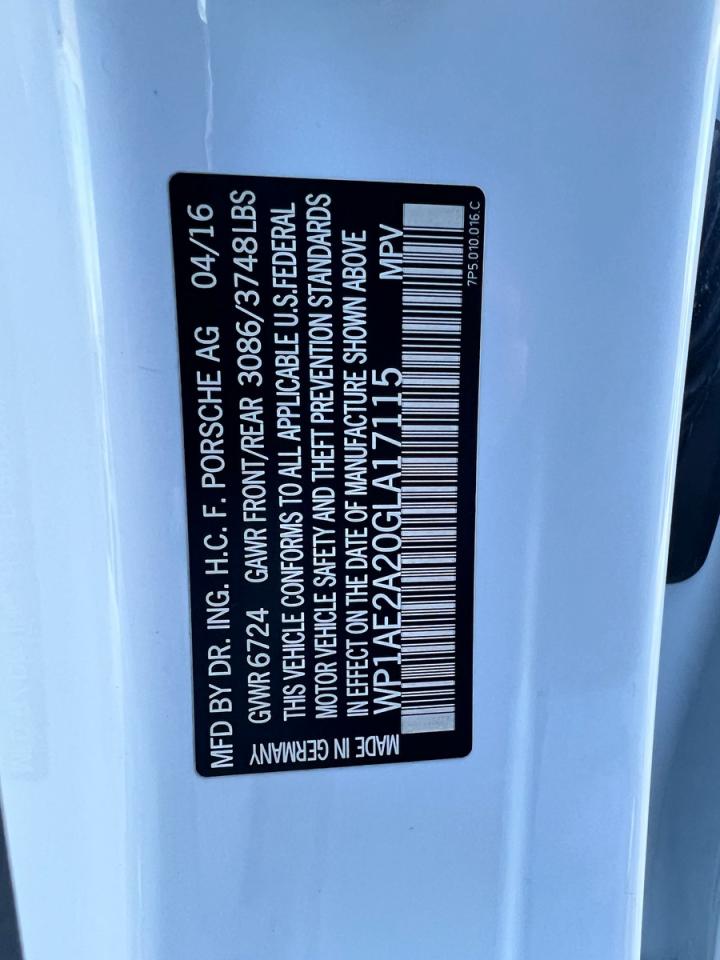 MFD BY DR. ING. H.C. F. PORSCHE AG 04/16
GVWR 6724 GAWR FRONT/REAR 3086/3748 LBS
THIS VEHICLE CONFORMS TO ALL APPLICABLE U.S.FEDERAL
MOTOR VEHICLE SAFETY AND THEFT PREVENTION STANDARDS
IN EFFECT ON THE DATE OF MANUFACTURE SHOWN ABOVE
WP1AE2A20GLA17115 MPV
MADE IN GERMANY
7P5.010.016.C